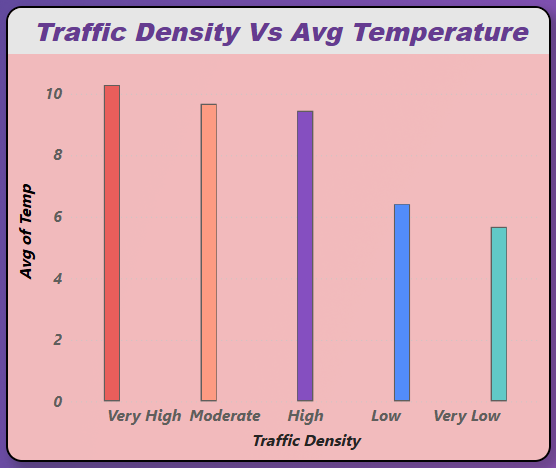 Traffic Density Vs Avg Temperature
10
8
6
4
2
0
Avg of Temp
Very High Moderate High Low Very Low
Traffic Density